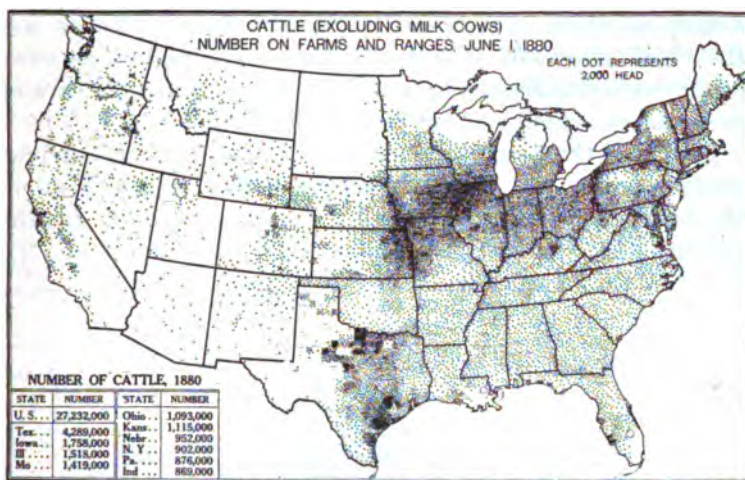 CATTLE (EXCLUDING MILK COWS)
NUMBER ON FARMS AND RANGES, JUNE 1, 1880
EACH DOT REPRESENTS
2,000 HEAD
NUMBER OF CATTLE, 1880
STATE NUMBER STATE NUMBER
U. S... 27,232,000 Ohio.. 1,093,000
Tex... 4,289,000 Kans.. 1,115,000
Iowa... 1,758,000 Nebr.. 952,000
Ill.... 1,518,000 N. Y.. 902,000
Mo... 1,419,000 Pa.... 876,000
Ind... 869,000